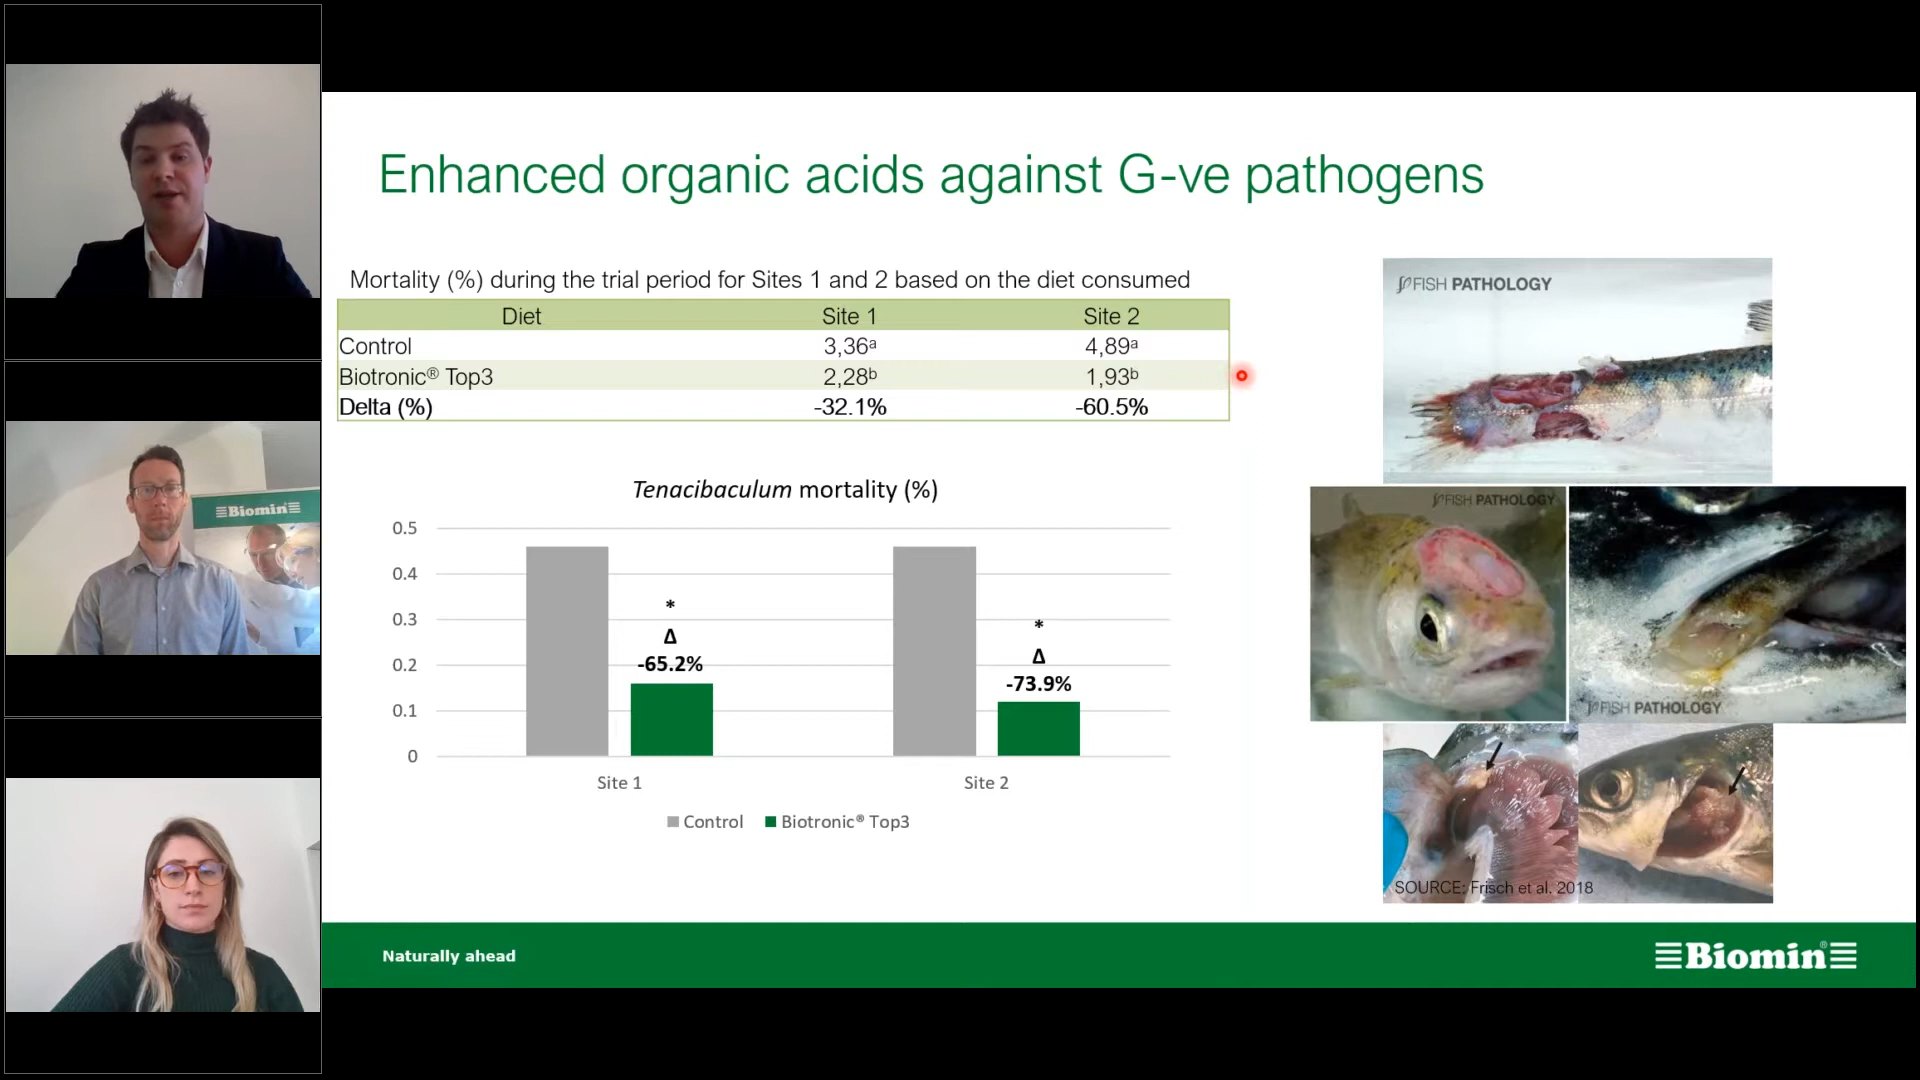 Enhanced organic acids against G-ve pathogens
Mortality (%) during the trial period for Sites 1 and 2 based on the diet consumed
Diet Site 1 Site 2
Control 3,36ᵃ 4,89ᵃ
Biotronic® Top3 2,28ᵇ 1,93ᵇ
Delta (%) -32.1% -60.5%
Tenacibaculum mortality (%)
0.5
0.4
0.3
0.2
0.1
0
*
Δ
-65.2%
*
Δ
-73.9%
Site 1 Site 2
Control Biotronic® Top3
FISH PATHOLOGY
FISH PATHOLOGY
FISH PATHOLOGY
SOURCE: Frisch et al. 2018
Naturally ahead
Biomin®
Biomin